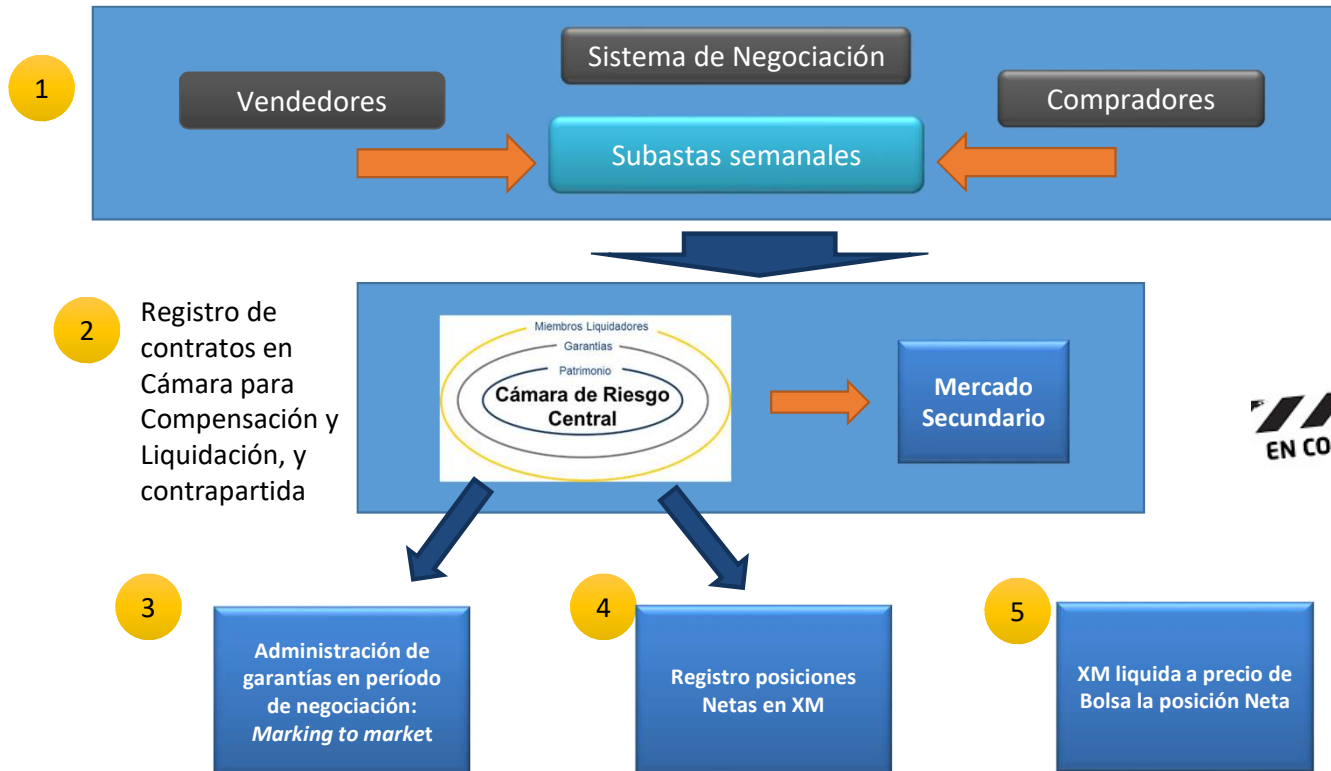 1
Sistema de Negociación
Vendedores
Compradores
Subastas semanales
2
Registro de
contratos en
Cámara para
Compensación y
Liquidación, y
contrapartida
Miembros Liquidadores
Garantías
Patrimonio
Cámara de Riesgo
Central
Mercado
Secundario
EN CO
3
Administración de
garantías en período
de negociación:
Marking to market
4
Registro posiciones
Netas en XM
5
XM liquida a precio de
Bolsa la posición Neta